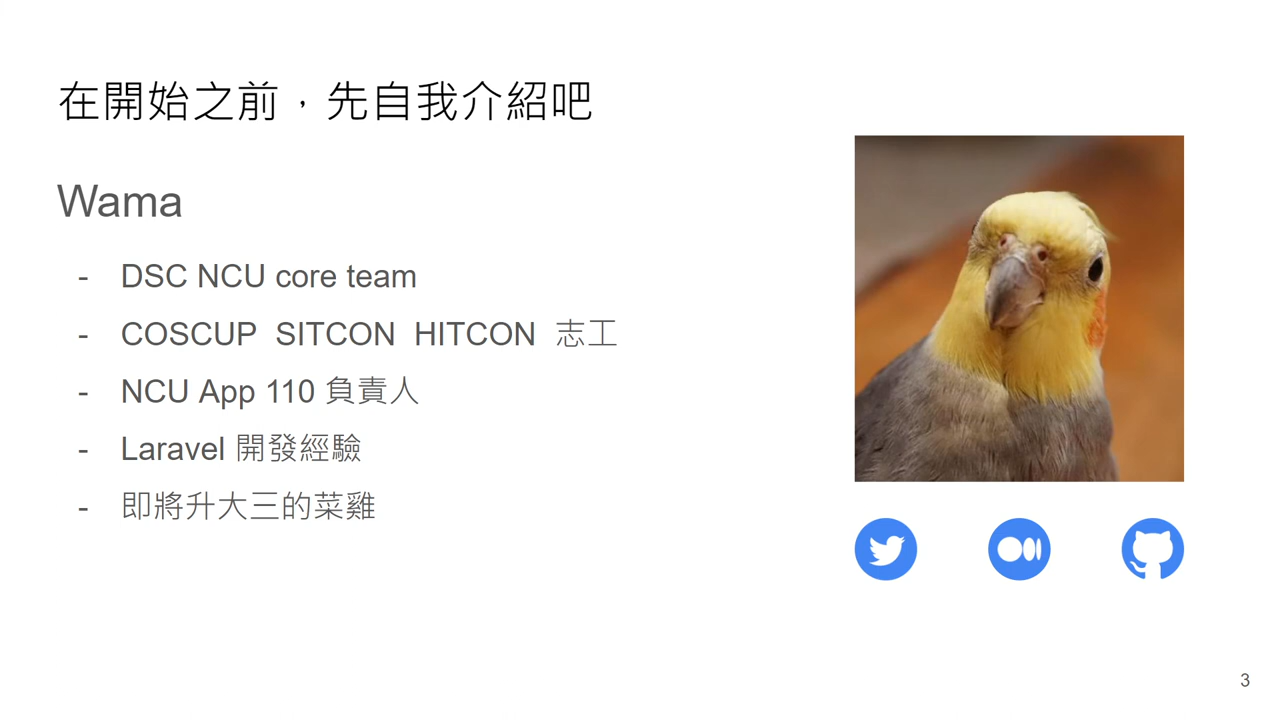 在開始之前，先自我介紹吧
Wama
- DSC NCU core team
- COSCUP SITCON HITCON 志工
- NCU App 110 負責人
- Laravel 開發經驗
- 即將升大三的菜雞
3